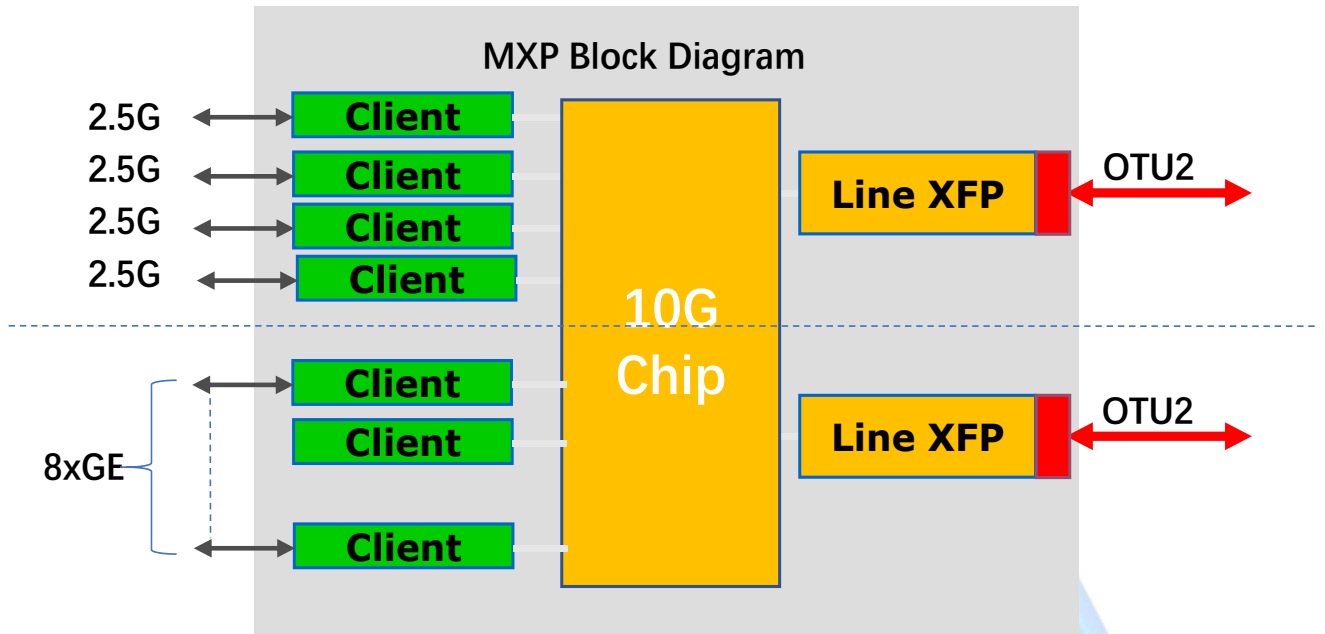 MXP Block Diagram
2.5G
Client
2.5G
Client
2.5G
Client
2.5G
Client
10G
Chip
Line XFP
OTU2
8xGE
Client
Client
Client
Line XFP
OTU2